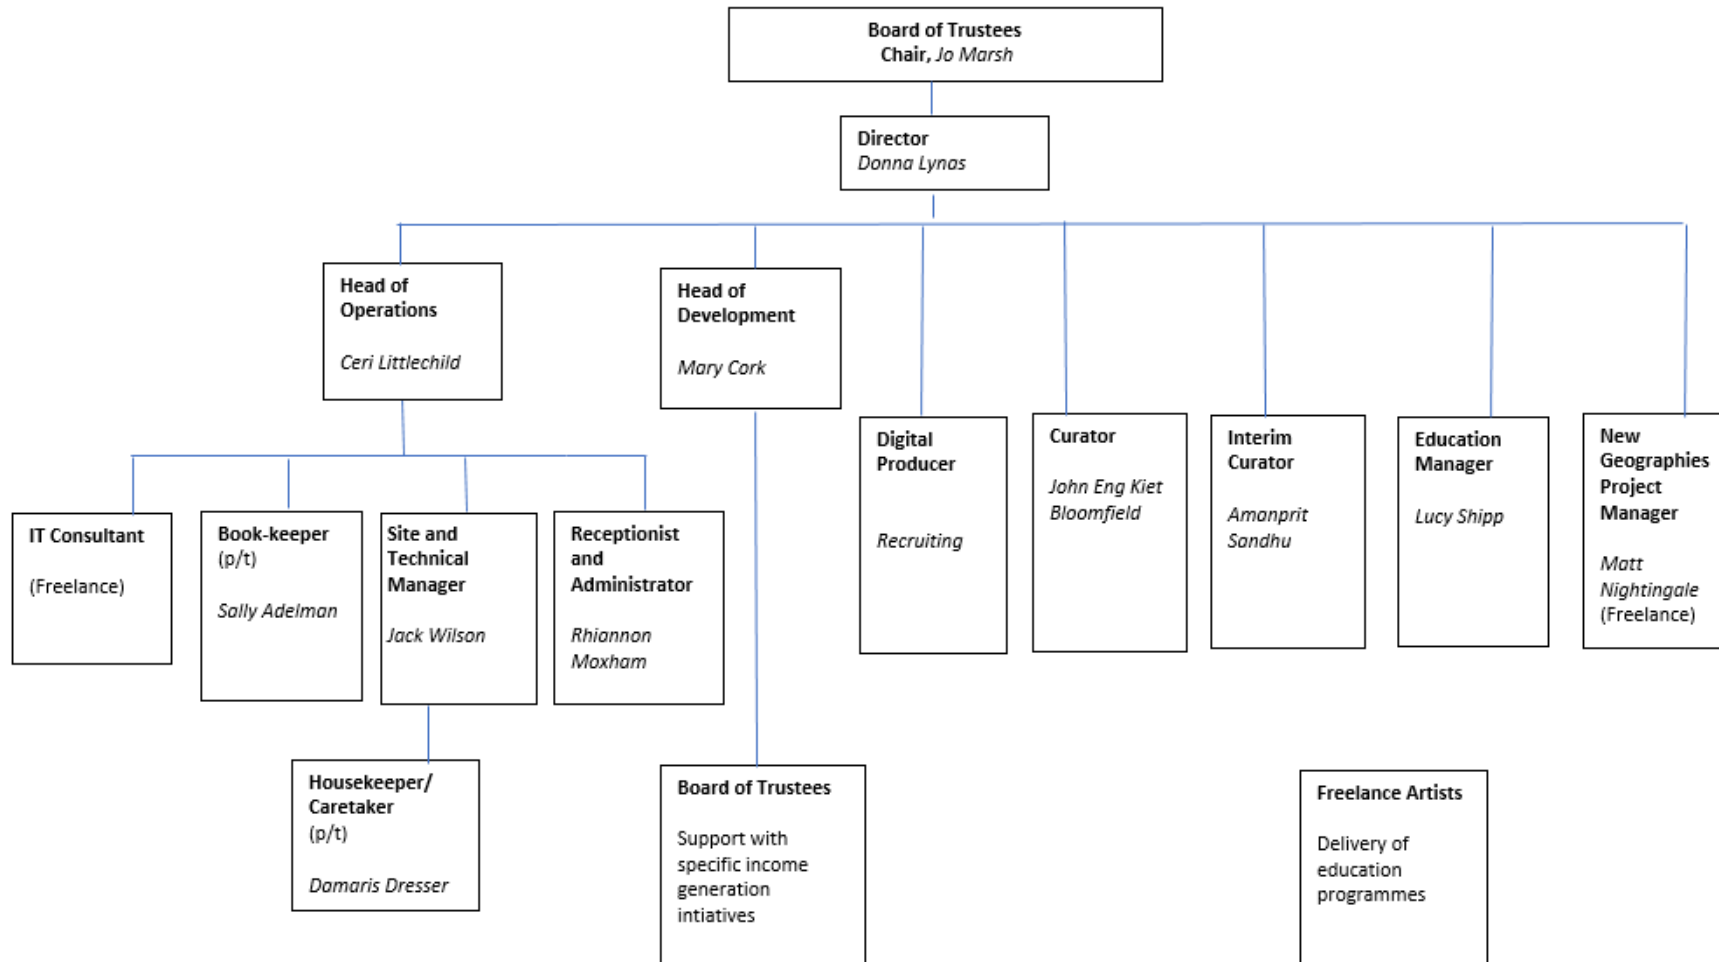 Board of Trustees
Chair, Jo Marsh
Director
Donna Lynas
Head of
Operations
Ceri Littlechild
Head of
Development
Mary Cork
Digital
Producer
Recruiting
Curator
John Eng Kiet
Bloomfield
Interim
Curator
Amanprit
Sandhu
Education
Manager
Lucy Shipp
New
Geographies
Project
Manager
Matt
Nightingale
(Freelance)
IT Consultant
(Freelance)
Book-keeper
(p/t)
Sally Adelman
Site and
Technical
Manager
Jack Wilson
Receptionist
and
Administrator
Rhiannon
Moxham
Housekeeper/
Caretaker
(p/t)
Damaris Dresser
Board of Trustees
Support with
specific income
generation
intiatives
Freelance Artists
Delivery of
education
programmes